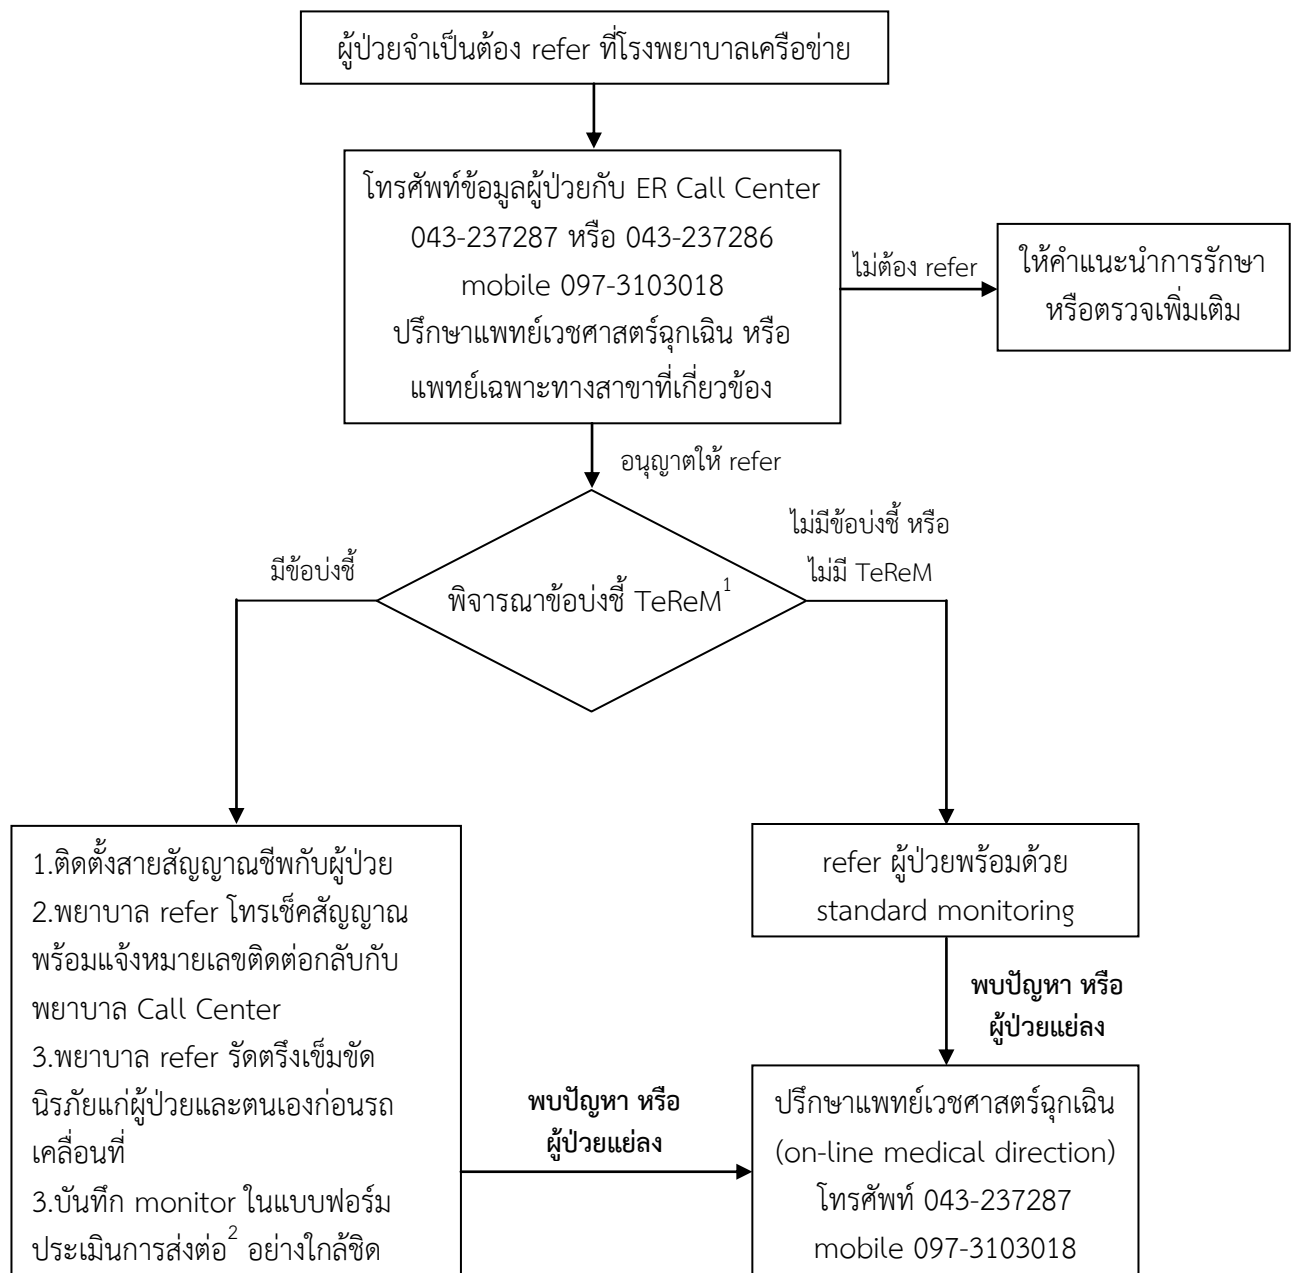 ผู้ป่วยจำเป็นต้อง refer ที่โรงพยาบาลเครือข่าย
โทรศัพท์ข้อมูลผู้ป่วยกับ ER Call Center
043-237287 หรือ 043-237286
mobile 097-3103018
ปรึกษาแพทย์เวชศาสตร์ฉุกเฉิน หรือ
แพทย์เฉพาะทางสาขาที่เกี่ยวข้อง
ไม่ต้อง refer
ให้คำแนะนำการรักษา
หรือตรวจเพิ่มเติม
อนุญาตให้ refer
พิจารณาข้อบ่งชี้ TeReM¹
มีข้อบ่งชี้
ไม่มีข้อบ่งชี้ หรือ
ไม่มี TeReM
1.ติดตั้งสายสัญญาณชีพกับผู้ป่วย
2.พยาบาล refer โทรเช็คสัญญาณ
พร้อมแจ้งหมายเลขติดต่อกลับกับ
พยาบาล Call Center
3.พยาบาล refer รัดตรึงเข็มขัด
นิรภัยแก่ผู้ป่วยและตนเองก่อนรถ
เคลื่อนที่
3.บันทึก monitor ในแบบฟอร์ม
ประเมินการส่งต่อ² อย่างใกล้ชิด
refer ผู้ป่วยพร้อมด้วย
standard monitoring
พบปัญหา หรือ
ผู้ป่วยแย่ลง
พบปัญหา หรือ
ผู้ป่วยแย่ลง
ปรึกษาแพทย์เวชศาสตร์ฉุกเฉิน
(on-line medical direction)
โทรศัพท์ 043-237287
mobile 097-3103018